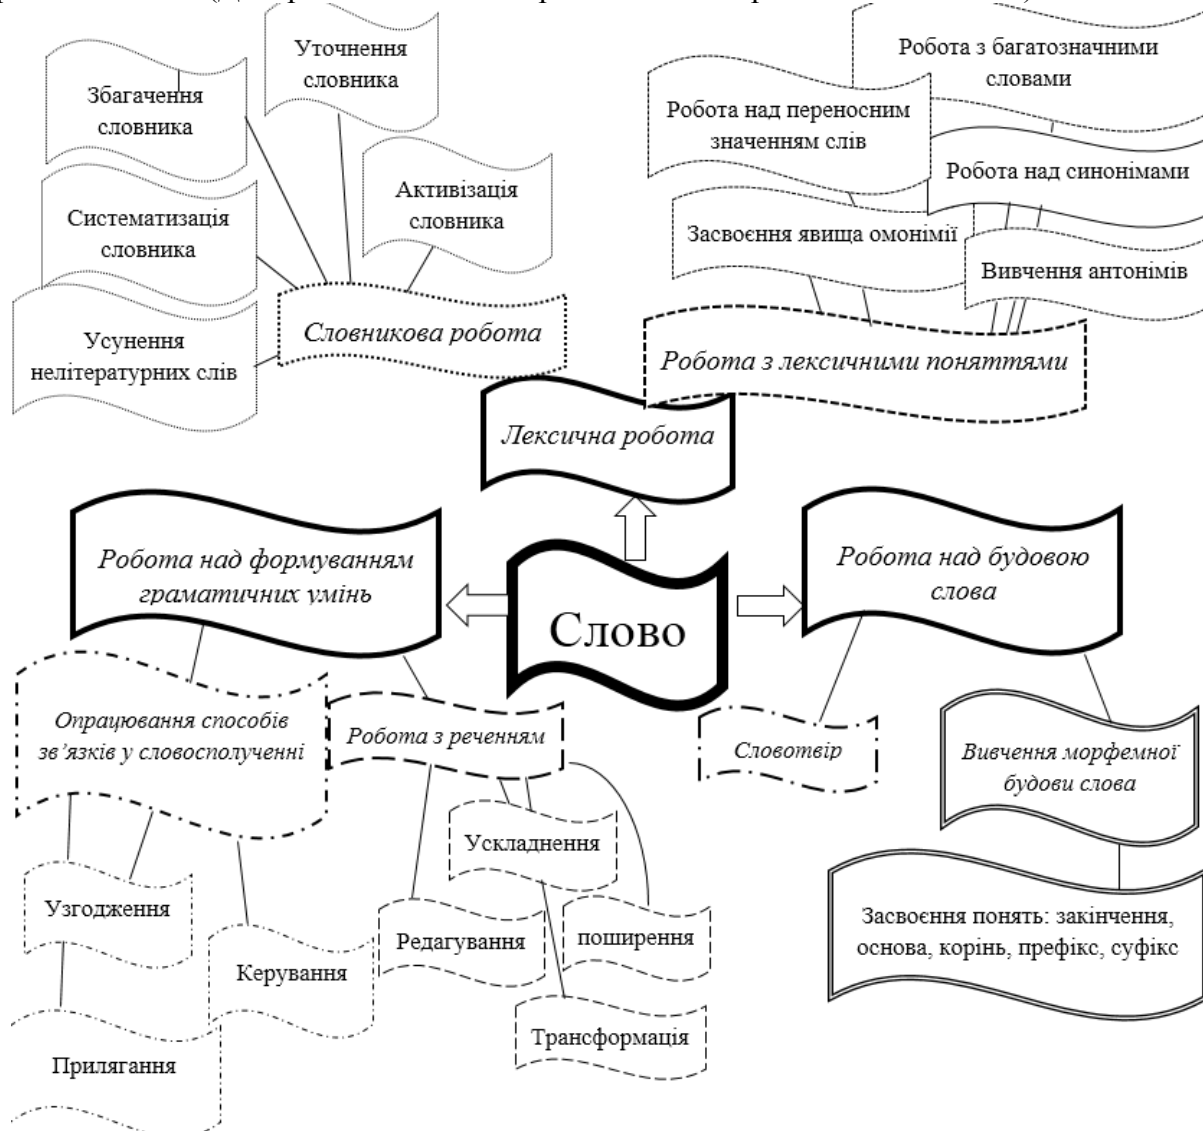 Уточнення
словника
Збагачення
словника
Активізація
словника
Систематизація
словника
Усунення
нелітературних слів
Словникова робота
Робота з багатозначними
словами
Робота над переносним
значенням слів
Робота над синонімами
Засвоєння явища омонімії
Вивчення антонімів
Робота з лексичними поняттями
Лексична робота
Робота над формуванням
граматичних умінь
Слово
Робота над будовою
слова
Опрацювання способів
зв’язків у словосполученні
Робота з реченням
Словотвір
Вивчення морфемної
будови слова
Ускладнення
Узгодження
Редагування
поширення
Керування
Трансформація
Прилягання
Засвоєння понять: закінчення,
основа, корінь, префікс, суфікс